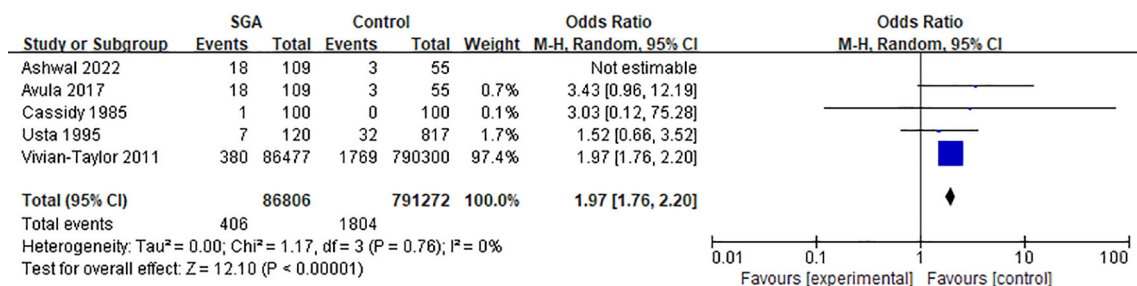 SGA Control Odds Ratio Odds Ratio
Study or Subgroup Events Total Events Total Weight M-H, Random, 95% CI M-H, Random, 95% CI
Ashwal 2022 18 109 3 55 Not estimable
Avula 2017 18 109 3 55 0.7% 3.43 [0.96, 12.19]
Cassidy 1985 1 100 0 100 0.1% 3.03 [0.12, 75.28]
Usta 1995 7 120 32 817 1.7% 1.52 [0.66, 3.52]
Vivian-Taylor 2011 380 86477 1769 790300 97.4% 1.97 [1.76, 2.20]
Total (95% CI) 86806 791272 100.0% 1.97 [1.76, 2.20]
Total events 406 1804
Heterogeneity: Tau² = 0.00; Chi² = 1.17, df = 3 (P = 0.76); I² = 0%
Test for overall effect: Z = 12.10 (P < 0.00001)
0.01 0.1 1 10 100
Favours [experimental] Favours [control]